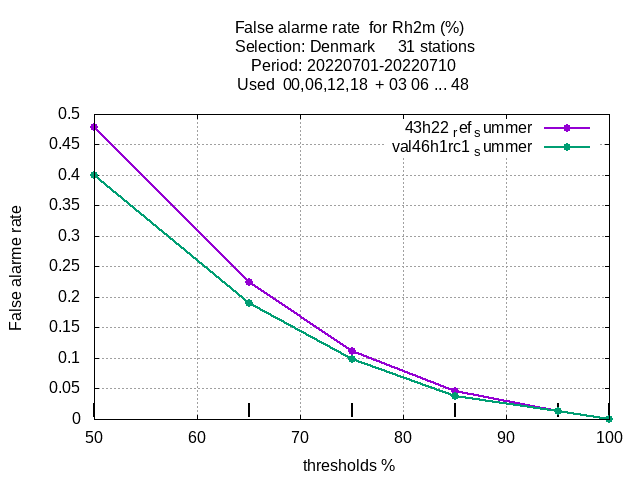 False alarme rate  for Rh2m (%)
Selection: Denmark     31 stations
Period: 20220701-20220710
Used  00,06,12,18  + 03 06 ... 48
43h22 ref summer
val46h1rc1 summer
0.5
0.45
0.4
0.35
0.3
0.25
0.2
0.15
0.1
0.05
0
False alarme rate
50 60 70 80 90 100
thresholds %